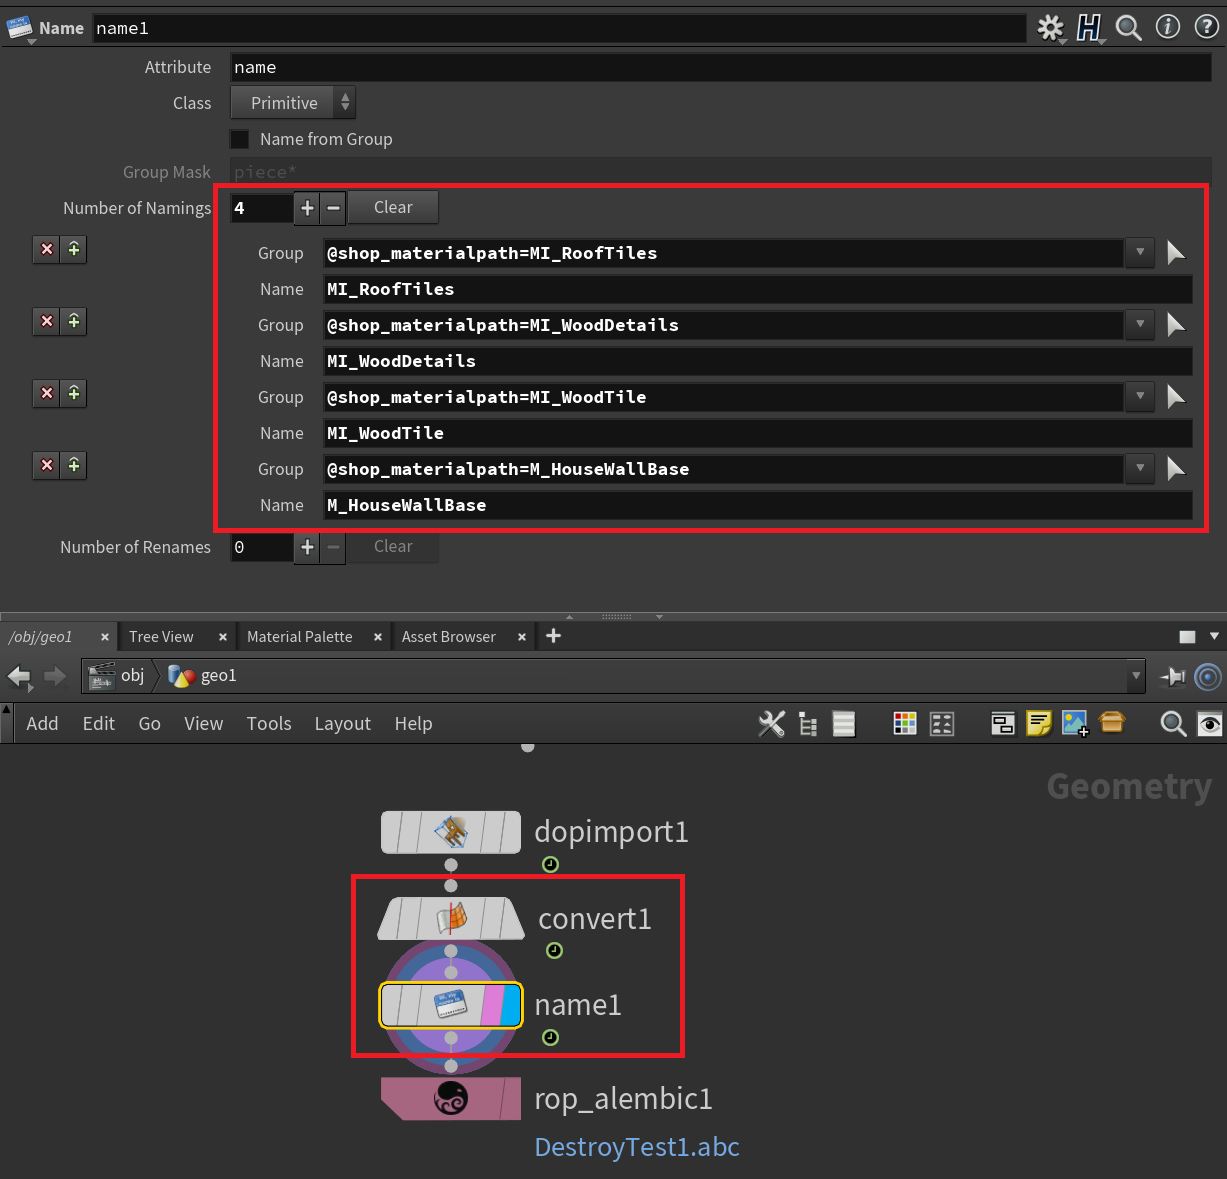 Name name1
Attribute name
Class Primitive
Name from Group
Group Mask piece*
Number of Namings 4 Clear
Group @shop_materialpath=MI_RoofTiles
Name MI_RoofTiles
Group @shop_materialpath=MI_WoodDetails
Name MI_WoodDetails
Group @shop_materialpath=MI_WoodTile
Name MI_WoodTile
Group @shop_materialpath=M_HouseWallBase
Name M_HouseWallBase
Number of Renames 0 Clear
/obj/geo1 Tree View Material Palette Asset Browser
obj geo1
Add Edit Go View Tools Layout Help
Geometry
dopimport1
convert1
name1
rop_alembic1
DestroyTest1.abc